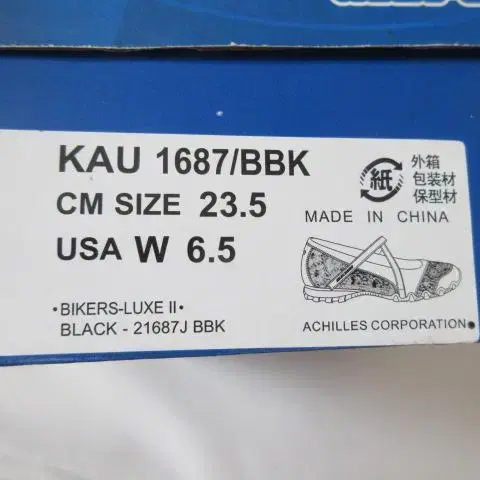 KAU 1687/BBK
CM SIZE 23.5
USA W 6.5
•BIKERS-LUXE II•
BLACK - 21687J BBK
紙
外箱
包装材
保型材
MADE IN CHINA
ACHILLES CORPORATION